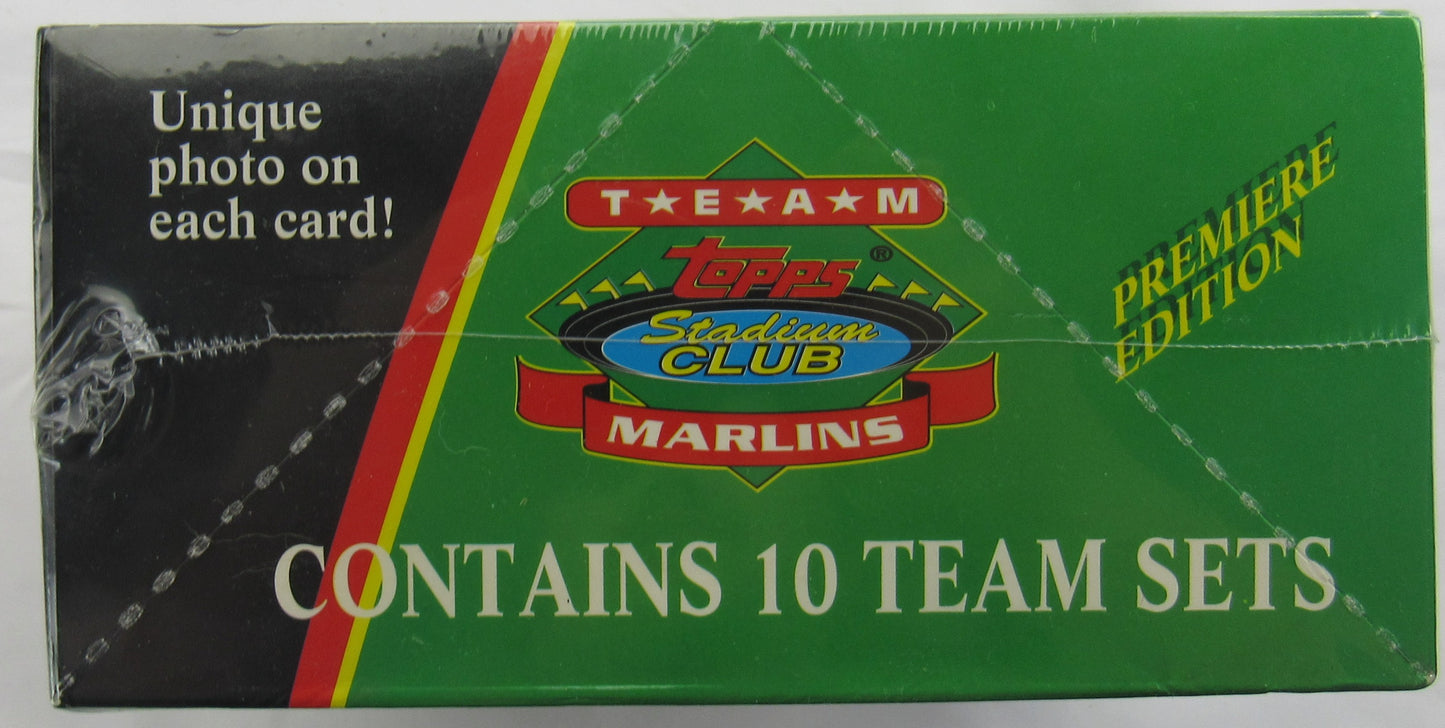 Unique
photo on
each card!
T★E★A★M
Topps®
Stadium
CLUB
MARLINS
PREMIERE
EDITION
CONTAINS 10 TEAM SETS